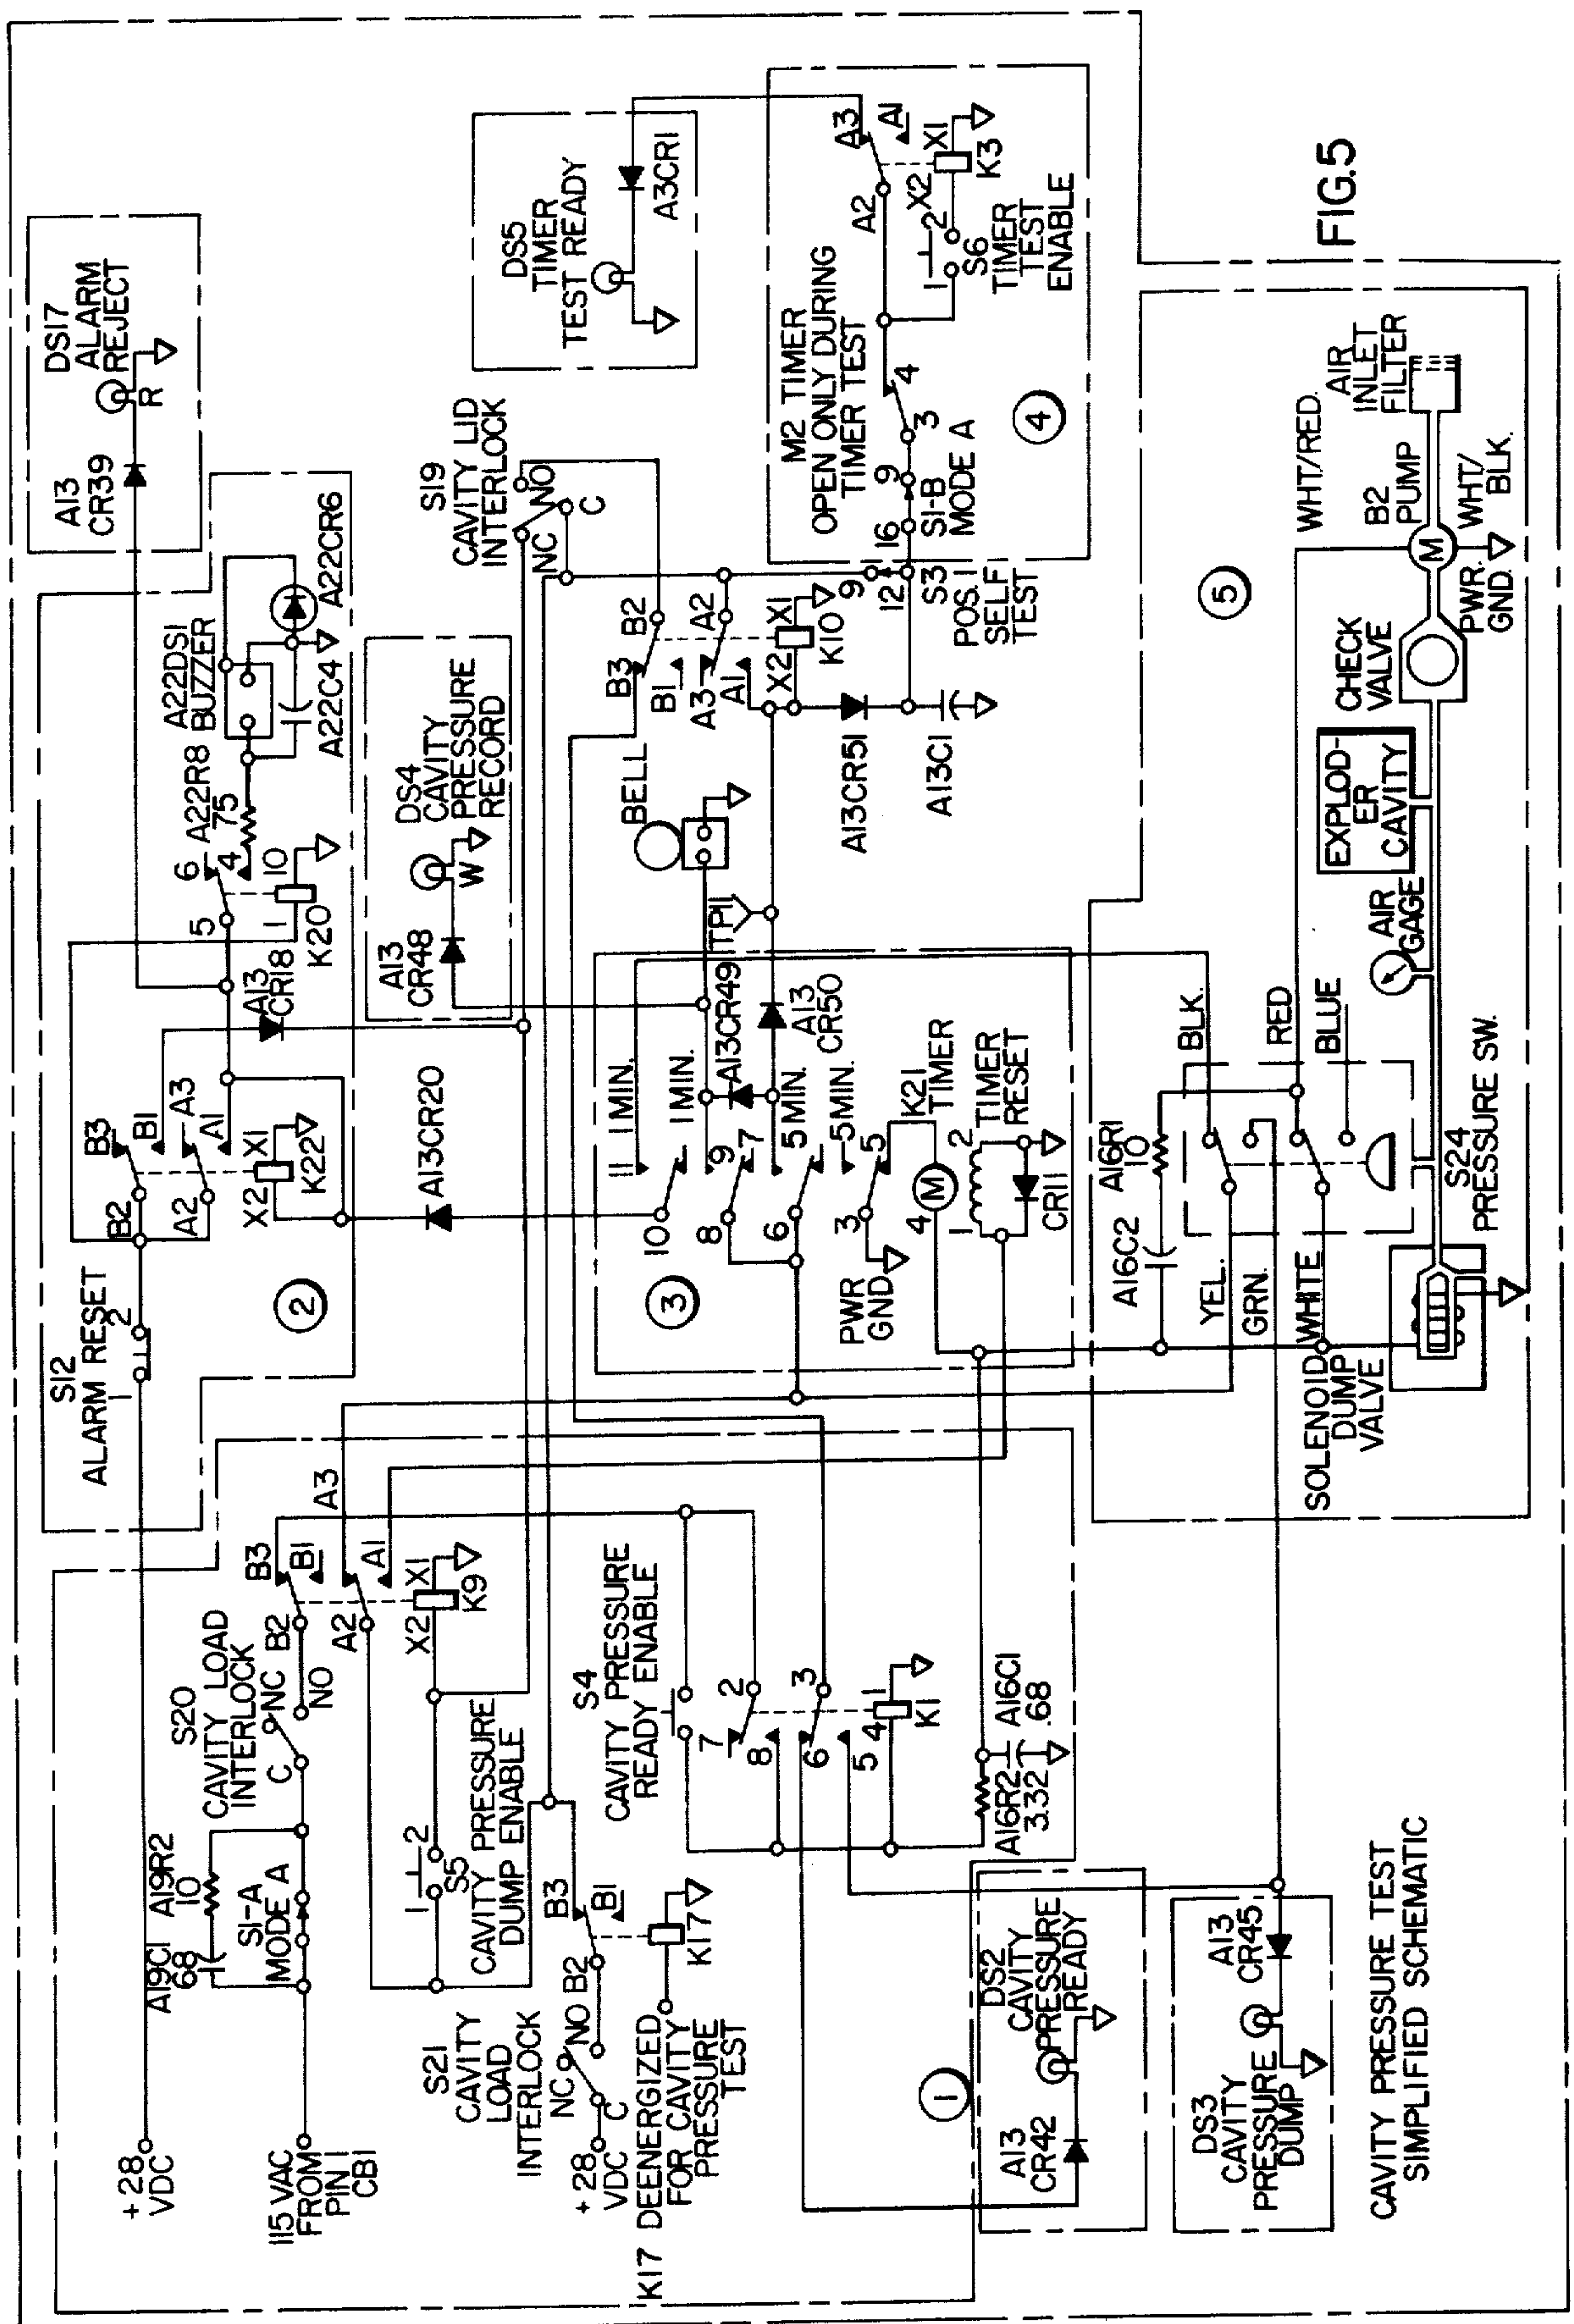 +28
VDC
115 VAC
FROM
PIN 1
CB1
A19C1
68
A19R2
10
S1-A
MODE A
S20
CAVITY LOAD
INTERLOCK
C
NC
NO
B2
B3
B1
A2
A3
A1
X2
X1
K9
1
2
S5
CAVITY PRESSURE
DUMP ENABLE
S21
CAVITY
LOAD
INTERLOCK
NC
NO
C
+28
VDC
B2
B3
B1
K17
K17 DEENERGIZED
FOR CAVITY
PRESSURE
TEST
S4
CAVITY PRESSURE
READY ENABLE
7
2
8
6
3
5
4
1
K1
A16R2
3.32
A16C1
.68
1
DS2
CAVITY
PRESSURE
READY
A13
CR42
DS3
CAVITY
PRESSURE
DUMP
A13
CR45
S12
ALARM RESET
1
2
2
B2
B3
B1
A2
A3
A1
X2
X1
K22
A13
CR18
5
6
4
1
10
K20
A22R8
75
A22DS1
BUZZER
A22C4
A22CR6
A13
CR39
DS17
ALARM
REJECT
R
A13CR20
A13
CR48
DS4
CAVITY
PRESSURE
RECORD
W
BELL
TP11
S19
CAVITY LID
INTERLOCK
NC
NO
C
B3
B2
B1
A3
A2
A1
X2
X1
K10
A13CR51
A13C1
9
12
S3
POS. 1
SELF
TEST
DS5
TIMER
TEST READY
A3CR1
M2 TIMER
OPEN ONLY DURING
TIMER TEST
16
9
S1-B
MODE A
3
4
A2
A3
A1
X2
X1
K3
1
2
S6
TIMER
TEST
ENABLE
4
3
10
11
1 MIN.
1 MIN.
9
8
7
A13CR49
A13
CR50
6
5 MIN.
5 MIN.
3
5
PWR
GND
4
M
K21
TIMER
TIMER
RESET
1
2
CR11
5
A16C2
A16R1
10
BLK.
YEL.
GRN.
RED
WHITE
BLUE
SOLENOID
DUMP
VALVE
S24
PRESSURE SW.
AIR
GAGE
EXPLOD-
ER
CAVITY
CHECK
VALVE
M
B2
PUMP
WHT/RED.
WHT/
BLK.
PWR.
GND.
AIR
INLET
FILTER
CAVITY PRESSURE TEST
SIMPLIFIED SCHEMATIC
FIG.5